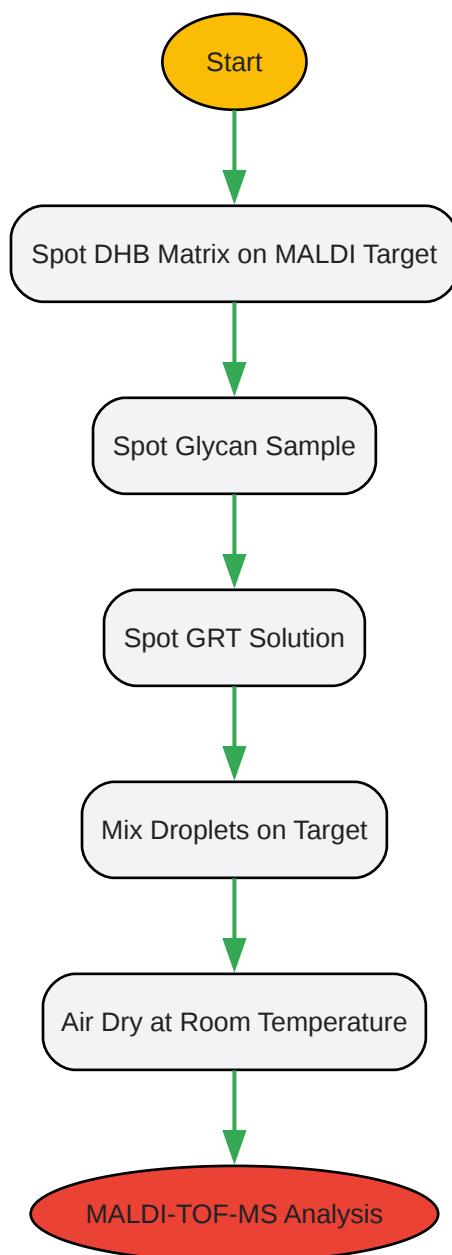 Start
Spot DHB Matrix on MALDI Target
Spot Glycan Sample
Spot GRT Solution
Mix Droplets on Target
Air Dry at Room Temperature
MALDI-TOF-MS Analysis